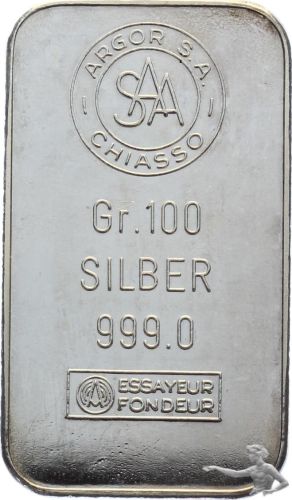 ARGOR S.A.
SAA
CHIASSO
Gr.100
SILBER
999.0
ESSAYEUR
FONDEUR